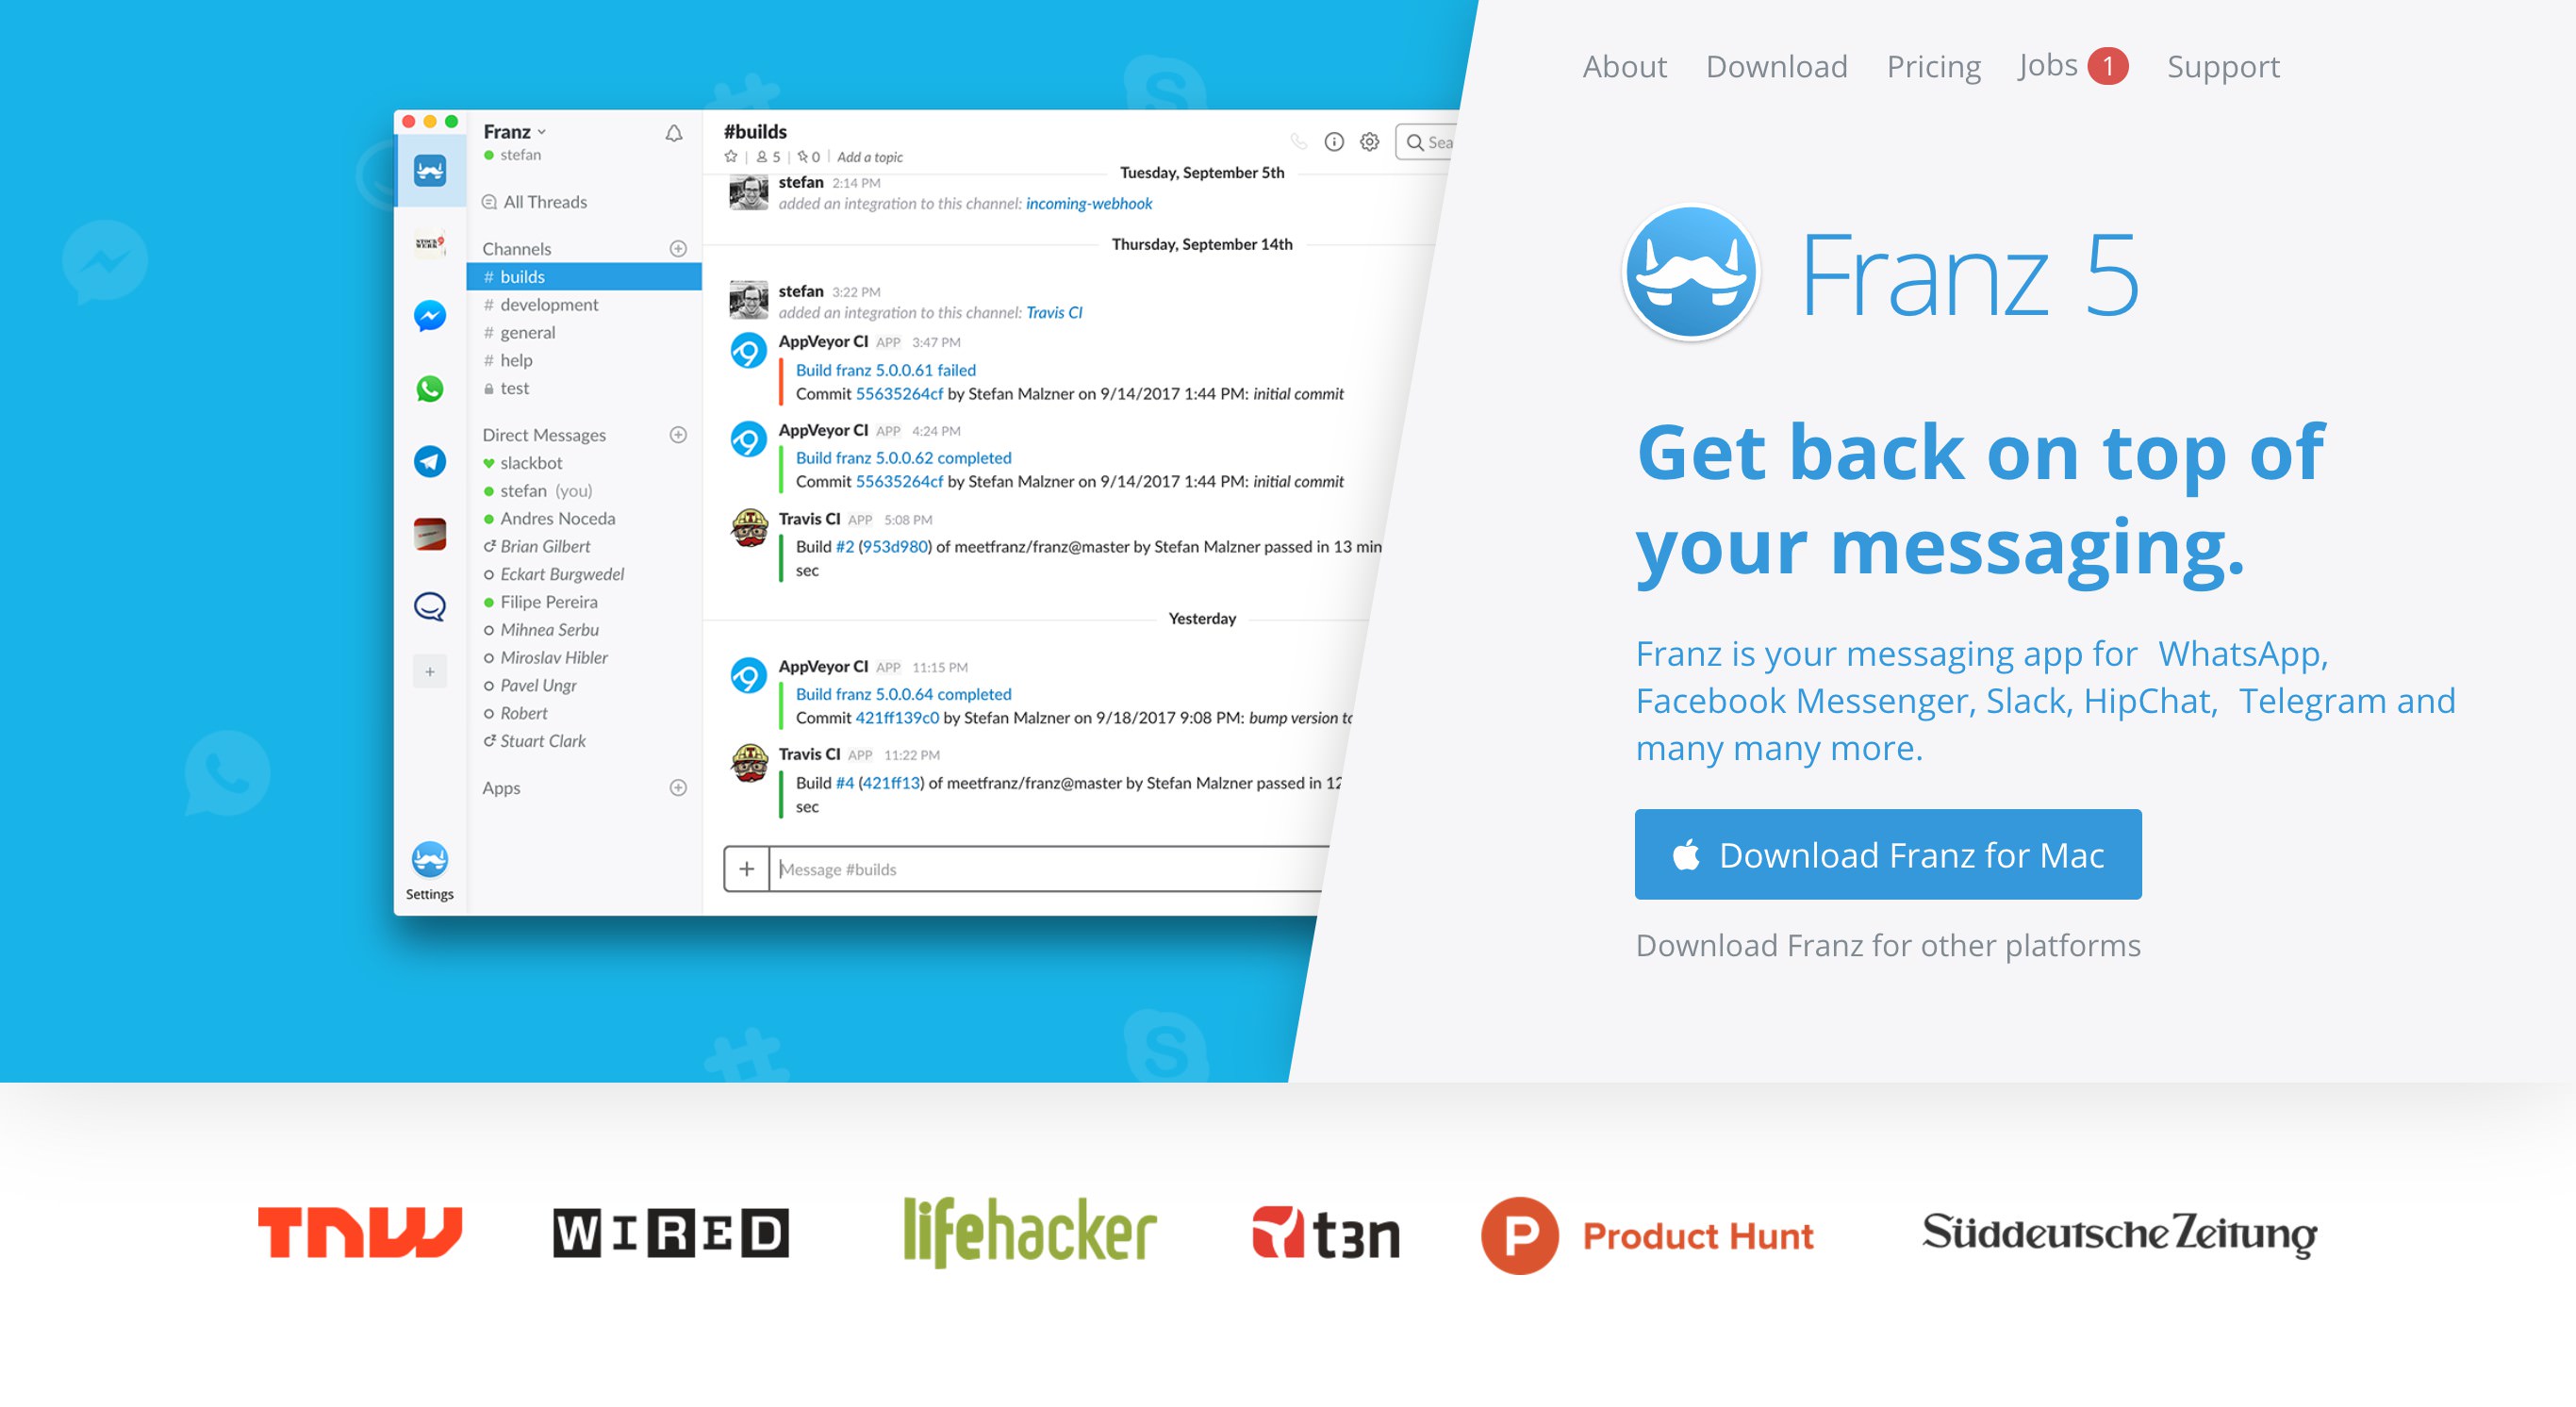 About Download Pricing Jobs 1 Support
Franz 5
Get back on top of
your messaging.
Franz is your messaging app for WhatsApp,
Facebook Messenger, Slack, HipChat, Telegram and
many many more.
Download Franz for Mac
Download Franz for other platforms
Franz
stefan
All Threads
Channels
# builds
# development
# general
# help
test
Direct Messages
slackbot
stefan (you)
Andres Noceda
Brian Gilbert
Eckart Burgwedel
Filipe Pereira
Mihnea Serbu
Miroslav Hibler
Pavel Ungr
Robert
Stuart Clark
Apps
Settings
#builds
5 | 0 | Add a topic
Sea
Tuesday, September 5th
stefan 2:14 PM
added an integration to this channel: incoming-webhook
Thursday, September 14th
stefan 3:22 PM
added an integration to this channel: Travis CI
AppVeyor CI APP 3:47 PM
Build franz 5.0.0.61 failed
Commit 55635264cf by Stefan Malzner on 9/14/2017 1:44 PM: initial commit
AppVeyor CI APP 4:24 PM
Build franz 5.0.0.62 completed
Commit 55635264cf by Stefan Malzner on 9/14/2017 1:44 PM: initial commit
Travis CI APP 5:08 PM
Build #2 (953d980) of meetfranz/franz@master by Stefan Malzner passed in 13 min
sec
Yesterday
AppVeyor CI APP 11:15 PM
Build franz 5.0.0.64 completed
Commit 421ff139c0 by Stefan Malzner on 9/18/2017 9:08 PM: bump version to
Travis CI APP 11:22 PM
Build #4 (421ff13) of meetfranz/franz@master by Stefan Malzner passed in 12
sec
Message #builds
TNW WIRED lifehacker t3n P Product Hunt Süddeutsche Zeitung